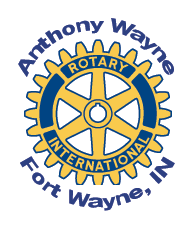 Anthony Wayne
ROTARY
INTERNATIONAL
Fort Wayne, IN